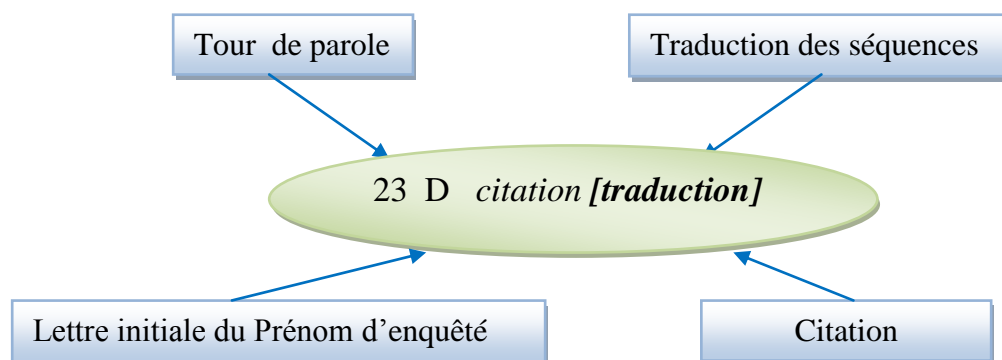 Tour de parole
Traduction des séquences
23 D citation [traduction]
Lettre initiale du Prénom d'enquêté
Citation